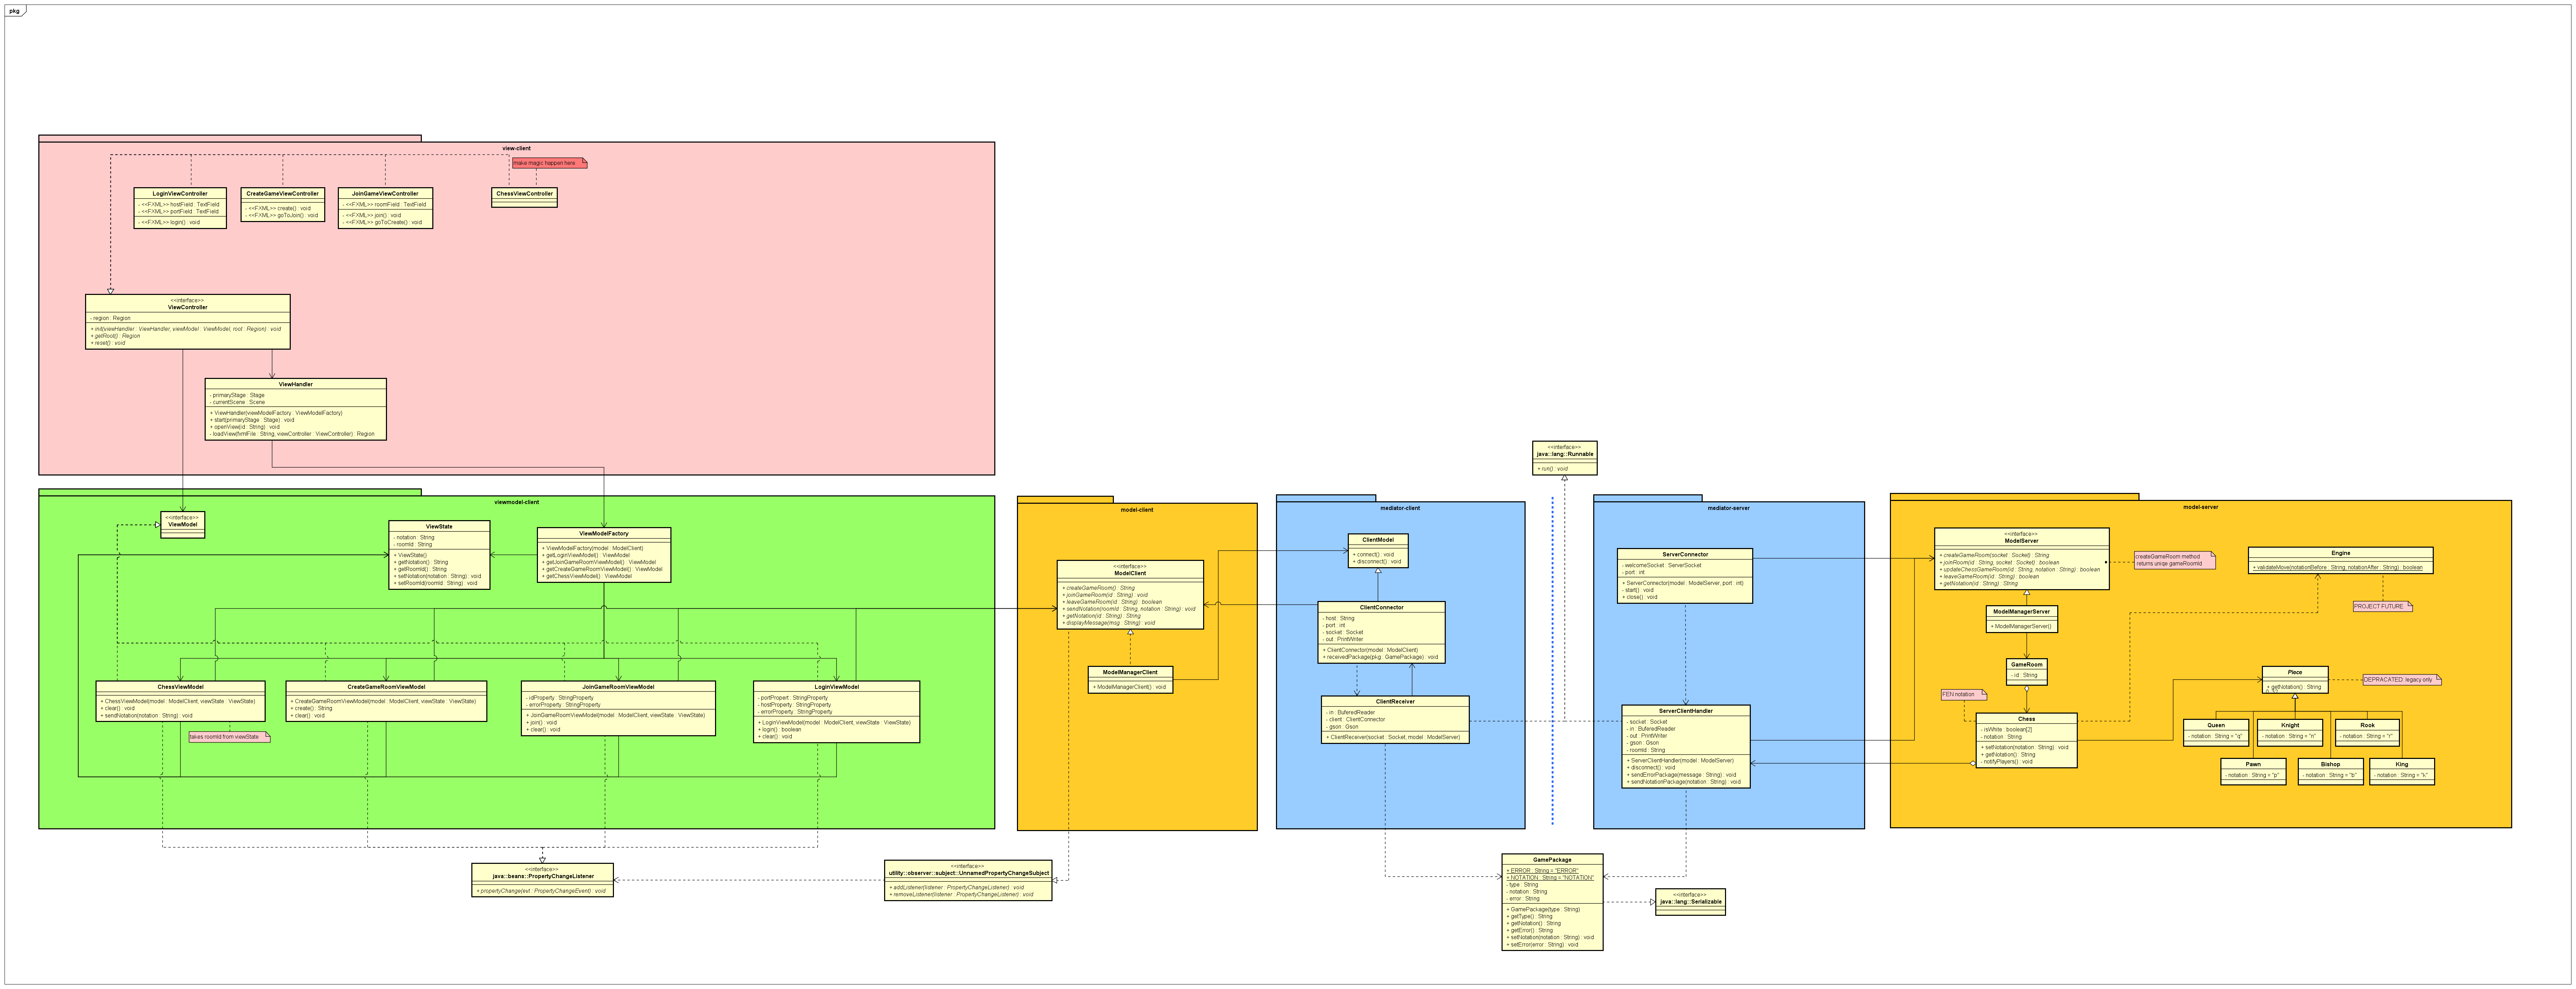 pkg
view-client
make magic happen here
LoginViewController
- <<FXML>> hostField : TextField
- <<FXML>> portField : TextField
- <<FXML>> login() : void
CreateGameViewController
- <<FXML>> create() : void
- <<FXML>> goToJoin() : void
JoinGameViewController
- <<FXML>> roomField : TextField
- <<FXML>> join() : void
- <<FXML>> goToCreate() : void
ChessViewController
<<interface>>
ViewController
- region : Region
+ init(viewHandler : ViewHandler, viewModel : ViewModel, root : Region) : void
+ getRoot() : Region
+ reset() : void
ViewHandler
- primaryStage : Stage
- currentScene : Scene
+ ViewHandler(viewModelFactory : ViewModelFactory)
+ start(primaryStage : Stage) : void
+ openView(id : String) : void
- loadView(fxmlFile : String, viewController : ViewController) : Region
viewmodel-client
<<interface>>
ViewModel
ViewState
- notation : String
- roomId : String
+ ViewState()
+ getNotation() : String
+ getRoomId() : String
+ setNotation(notation : String) : void
+ setRoomId(roomId : String) : void
ViewModelFactory
+ ViewModelFactory(model : ModelClient)
+ getLoginViewModel() : ViewModel
+ getJoinGameRoomViewModel() : ViewModel
+ getCreateGameRoomViewModel() : ViewModel
+ getChessViewModel() : ViewModel
ChessViewModel
+ ChessViewModel(model : ModelClient, viewState : ViewState)
+ clear() : void
+ sendNotation(notation : String) : void
takes roomId from viewState
CreateGameRoomViewModel
+ CreateGameRoomViewModel(model : ModelClient, viewState : ViewState)
+ create() : String
+ clear() : void
JoinGameRoomViewModel
- idProperty : StringProperty
- errorProperty : StringProperty
+ JoinGameRoomViewModel(model : ModelClient, viewState : ViewState)
+ join() : void
+ clear() : void
LoginViewModel
- portPropert : StringProperty
- hostProperty : StringProperty
- errorProperty : StringProperty
+ LoginViewModel(model : ModelClient, viewState : ViewState)
+ login() : boolean
+ clear() : void
<<interface>>
java::beans::PropertyChangeListener
+ propertyChange(evt : PropertyChangeEvent) : void
<<interface>>
utility::observer::subject::UnnamedPropertyChangeSubject
+ addListener(listener : PropertyChangeListener) : void
+ removeListener(listener : PropertyChangeListener) : void
model-client
<<interface>>
ModelClient
+ createGameRoom() : String
+ joinGameRoom(id : String) : void
+ leaveGameRoom(id : String) : boolean
+ sendNotation(roomId : String, notation : String) : void
+ getNotation(id : String) : String
+ displayMessage(msg : String) : void
ModelManagerClient
+ ModelManagerClient() : void
mediator-client
ClientModel
+ connect() : void
+ disconnect() : void
ClientConnector
- host : String
- port : int
- socket : Socket
- out : PrintWriter
+ ClientConnector(model : ModelClient)
+ receivedPackage(pkg : GamePackage) : void
ClientReceiver
- in : BuferedReader
- client : ClientConnector
- gson : Gson
+ ClientReceiver(socket : Socket, model : ModelServer)
<<interface>>
java::lang::Runnable
+ run() : void
mediator-server
ServerConnector
- welcomeSocket : ServerSocket
- port : int
+ ServerConnector(model : ModelServer, port : int)
- start() : void
+ close() : void
ServerClientHandler
- socket : Socket
- in : BuferedReader
- out : PrintWriter
- gson : Gson
- roomId : String
+ ServerClientHandler(model : ModelServer)
+ disconnect() : void
+ sendErrorPackage(message : String) : void
+ sendNotationPackage(notation : String) : void
GamePackage
+ ERROR : String = "ERROR"
+ NOTATION : String = "NOTATION"
- type : String
- notation : String
- error : String
+ GamePackage(type : String)
+ getType() : String
+ getNotation() : String
+ getError() : String
+ setNotation(notation : String) : void
+ setError(error : String) : void
<<interface>>
java::lang::Serializable
model-server
<<interface>>
ModelServer
+ createGameRoom(socket : Socket) : String
+ joinRoom(id : String, socket : Socket) : boolean
+ updateChessGameRoom(id : String, notation : String) : boolean
+ leaveGameRoom(id : String) : boolean
+ getNotation(id : String) : String
createGameRoom method
returns uniqe gameRoomId
Engine
+ validateMove(notationBefore : String, notationAfter : String) : boolean
PROJECT FUTURE
ModelManagerServer
+ ModelManagerServer()
GameRoom
- id : String
FEN notation
Chess
- isWhite : boolean[2]
- notation : String
+ setNotation(notation : String) : void
+ getNotation() : String
- notifyPlayers() : void
Piece
+ getNotation() : String
DEPRACATED: legacy only
Queen
- notation : String = "q"
Knight
- notation : String = "n"
Rook
- notation : String = "r"
Pawn
- notation : String = "p"
Bishop
- notation : String = "b"
King
- notation : String = "k"